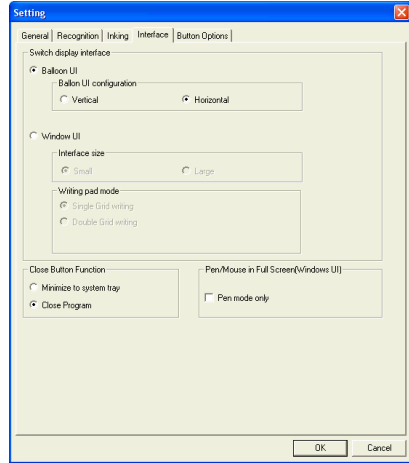 Setting
General Recognition Inking Interface Button Options
Switch display interface
Balloon UI
Ballon UI configuration
Vertical Horizontal
Window UI
Interface size
Small Large
Writing pad mode
Single Grid writing
Double Grid writing
Close Button Function Pen/Mouse in Full Screen(Windows UI)
Minimize to system tray
Pen mode only
Close Program
OK Cancel